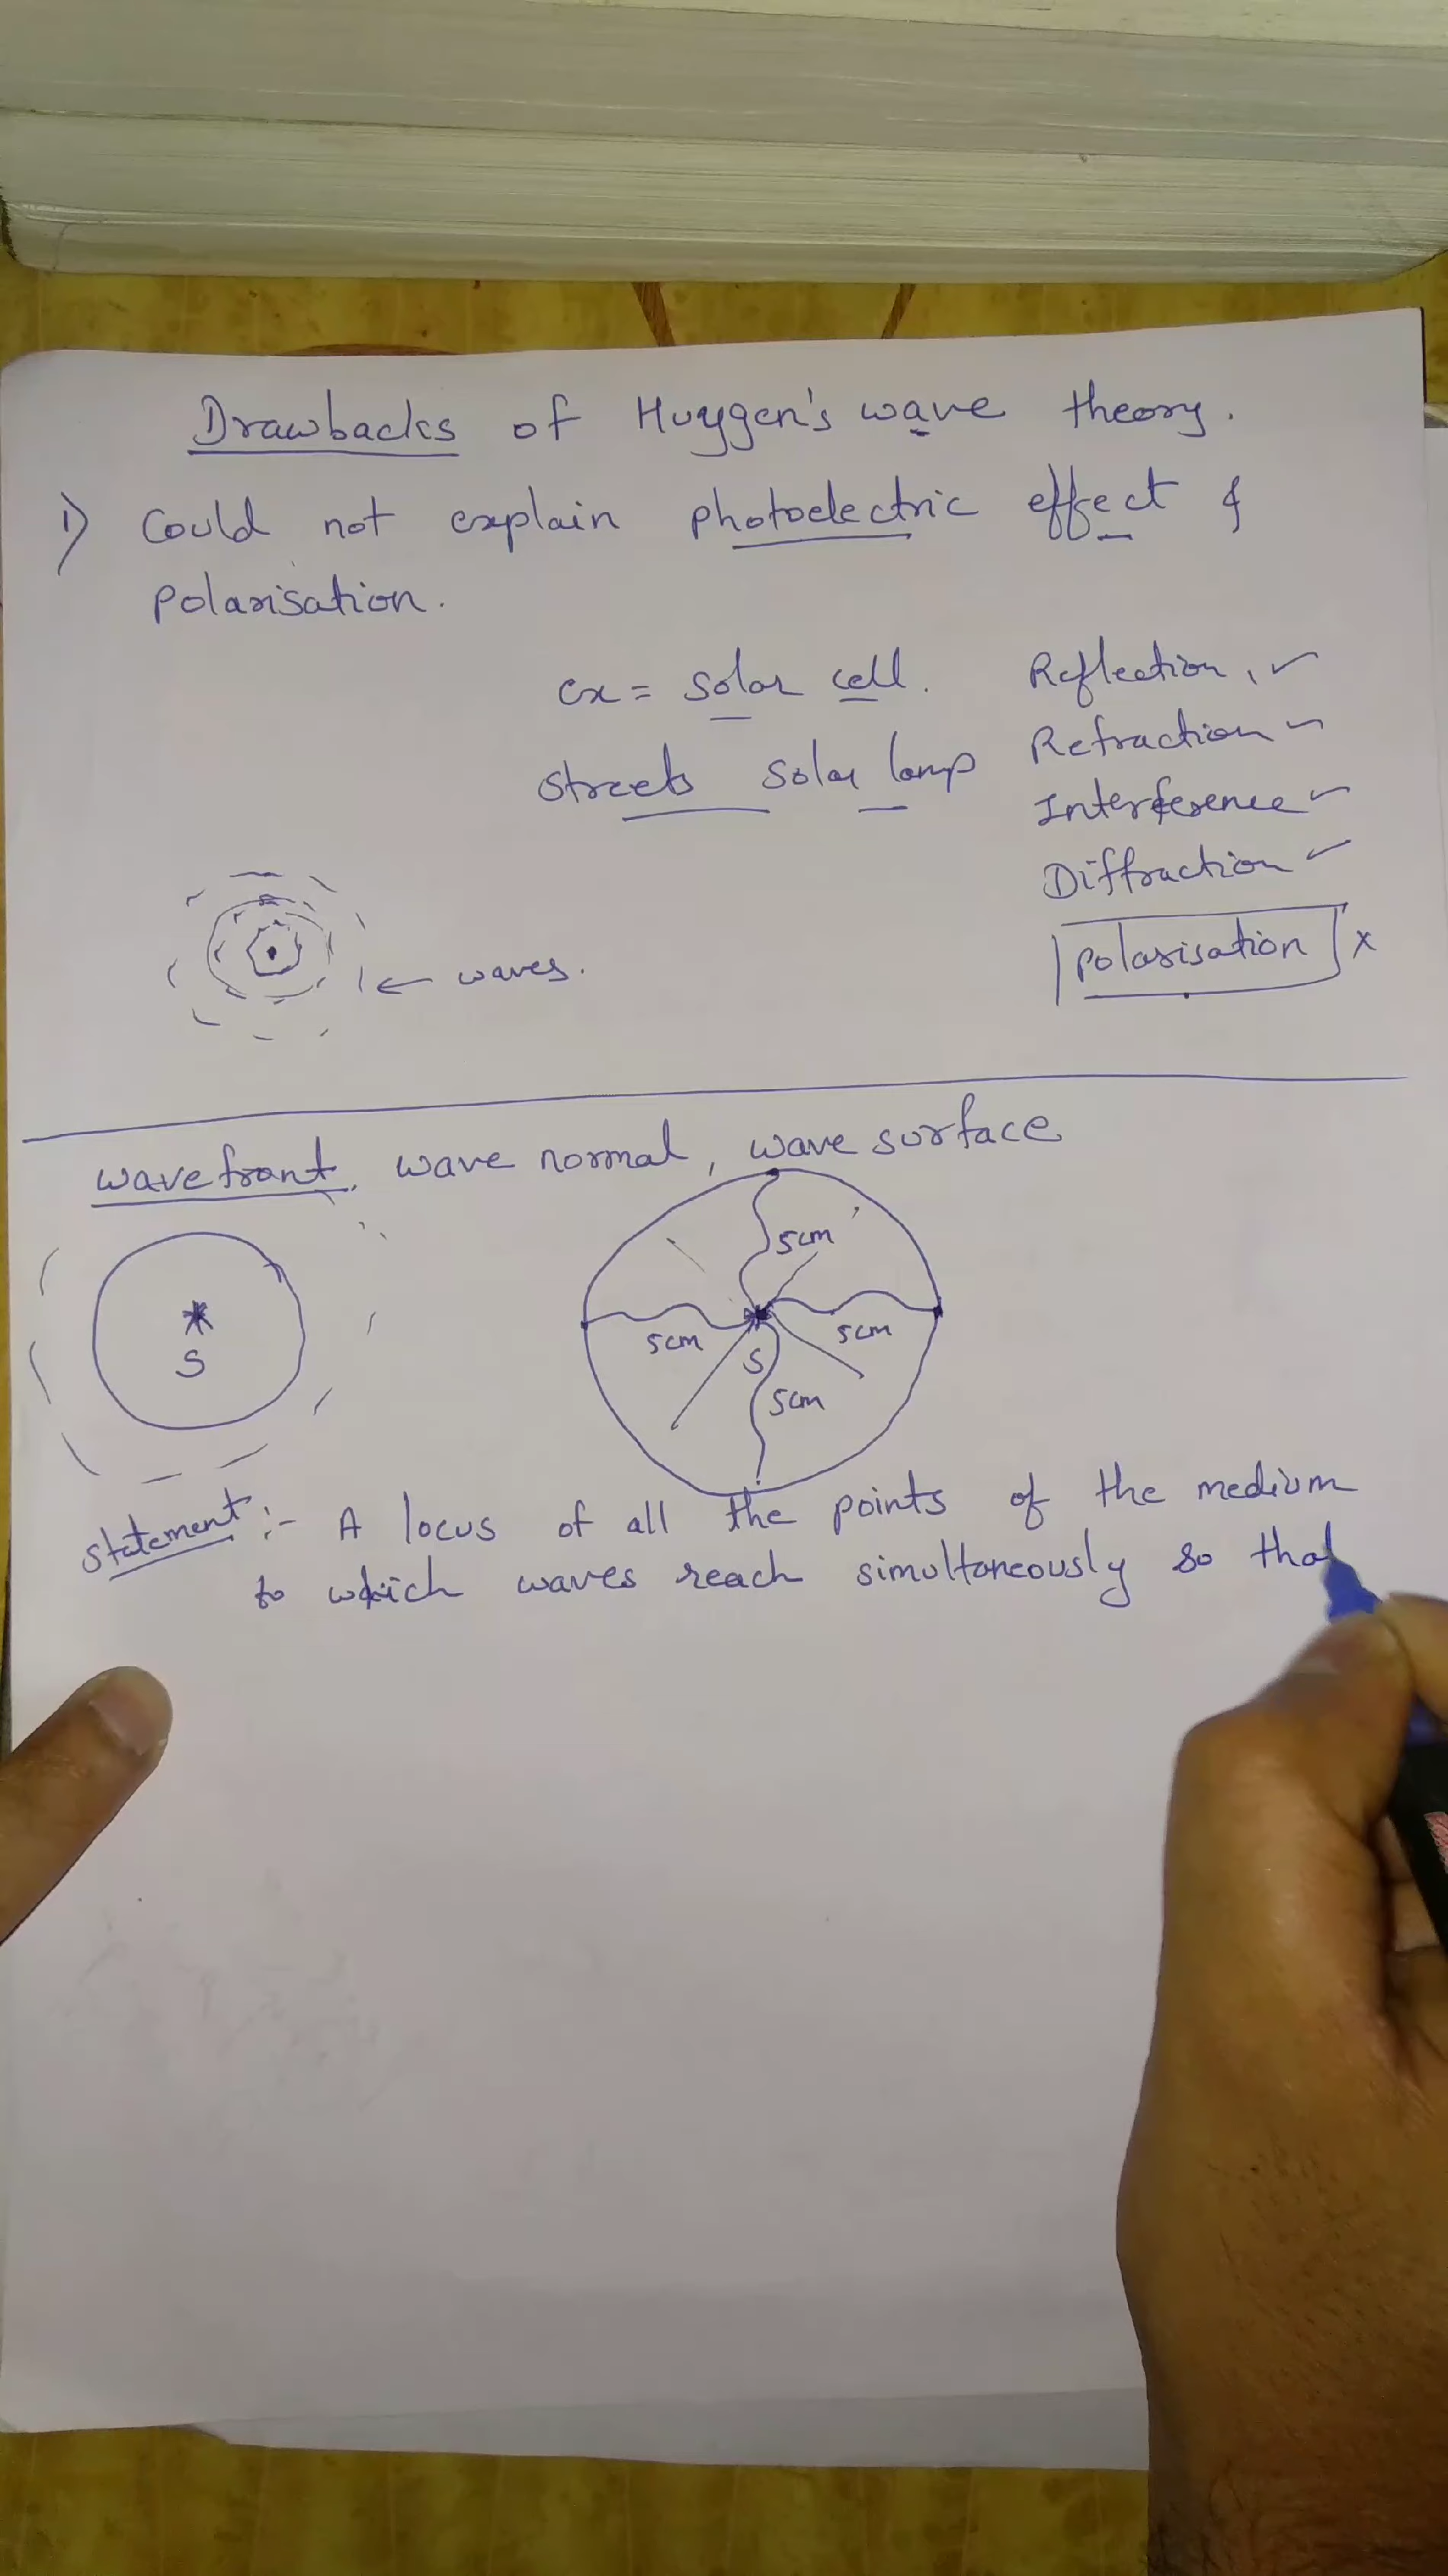 Drawbacks of Huygen's wave theory.
1) Could not explain photoelectric effect &
polarisation.
ex = solar cell.
streets solar lamp
Reflection, ✓
Refraction ✓
Interference ✓
Diffraction ✓
polarisation x
← waves.
wavefront, wave normal, wave surface
S
5cm
5cm
5cm
S
5cm
statement :- A locus of all the points of the medium
to which waves reach simultaneously so that